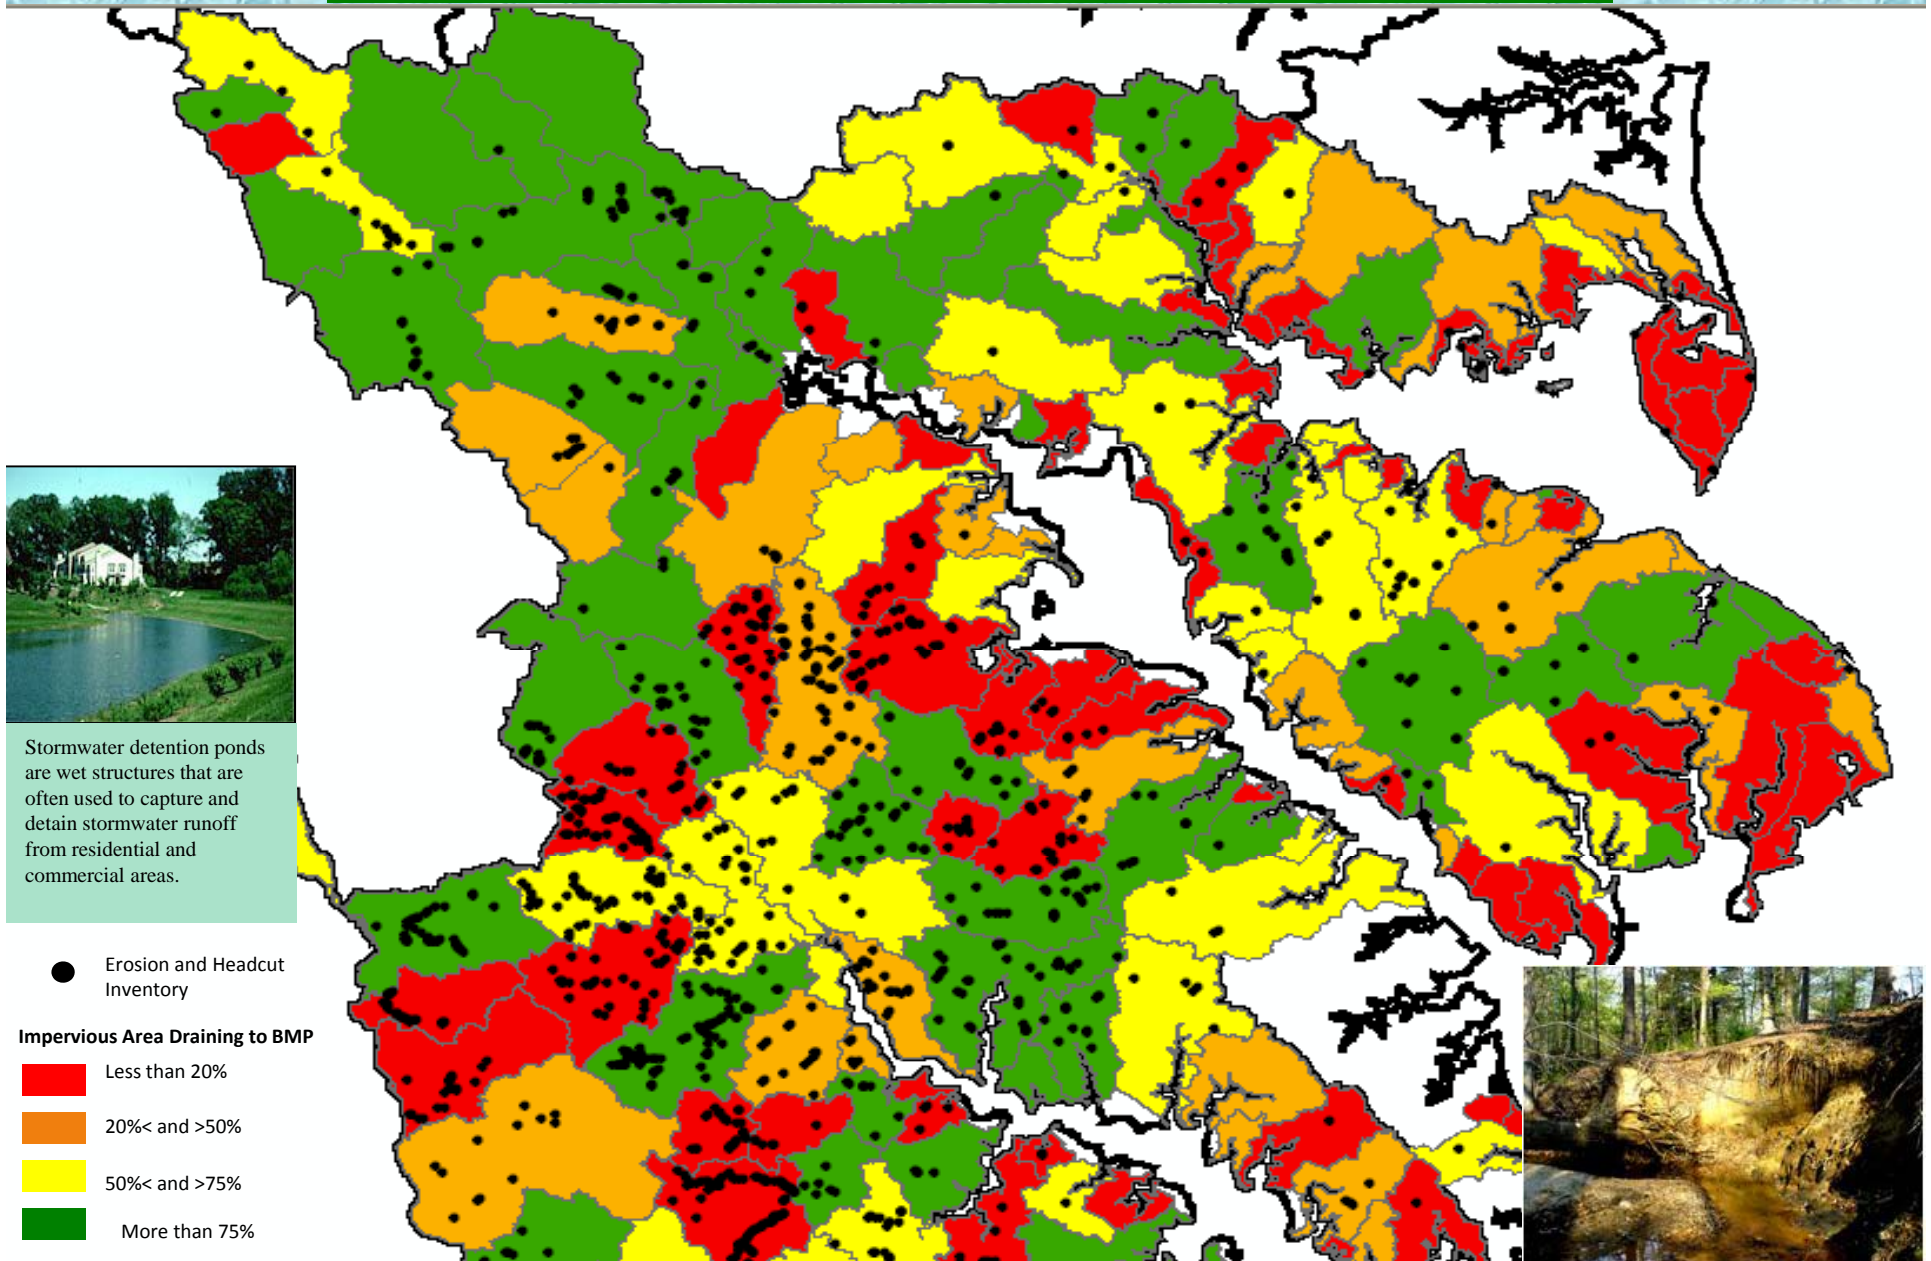 Stormwater detention ponds
are wet structures that are
often used to capture and
detain stormwater runoff
from residential and
commercial areas.
Erosion and Headcut
Inventory
Impervious Area Draining to BMP
Less than 20%
20%< and >50%
50%< and >75%
More than 75%